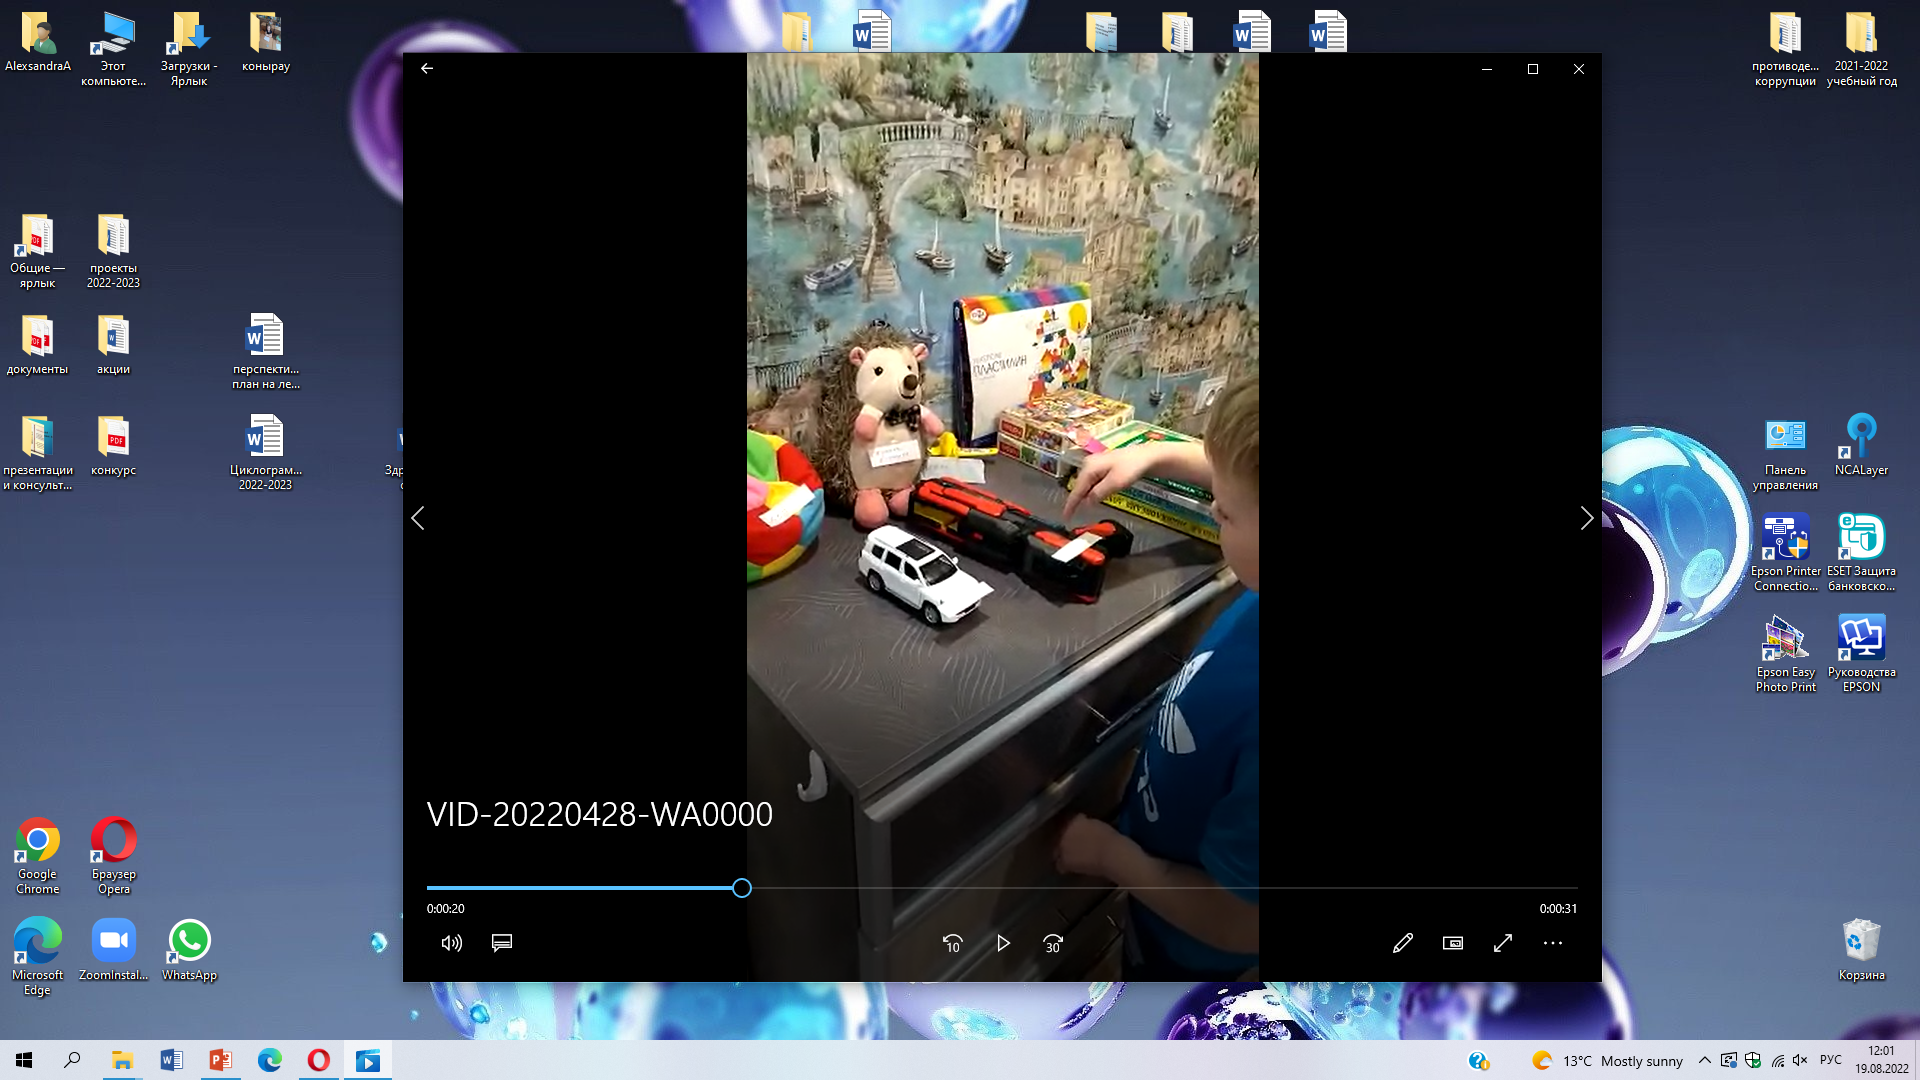 AlexsandraA
Этот
компьюте...
Загрузки -
Ярлык
конырау
противоде...
коррупции
2021-2022
учебный год
Общие —
ярлык
проекты
2022-2023
документы
акции
перспекти...
план на ле...
презентации
и консульт...
конкурс
Циклограм...
2022-2023
Панель
управления
NCALayer
Epson Printer
Connectio...
ESET Защита
банковско...
Epson Easy
Photo Print
Руководства
EPSON
ПЛАСТИЛИН
VID-20220428-WA0000
0:00:20
0:00:31
10
30
Google
Chrome
Браузер
Opera
Microsoft
Edge
ZoomInstal...
WhatsApp
Корзина
13°C Mostly sunny
РУС
12:01
19.08.2022